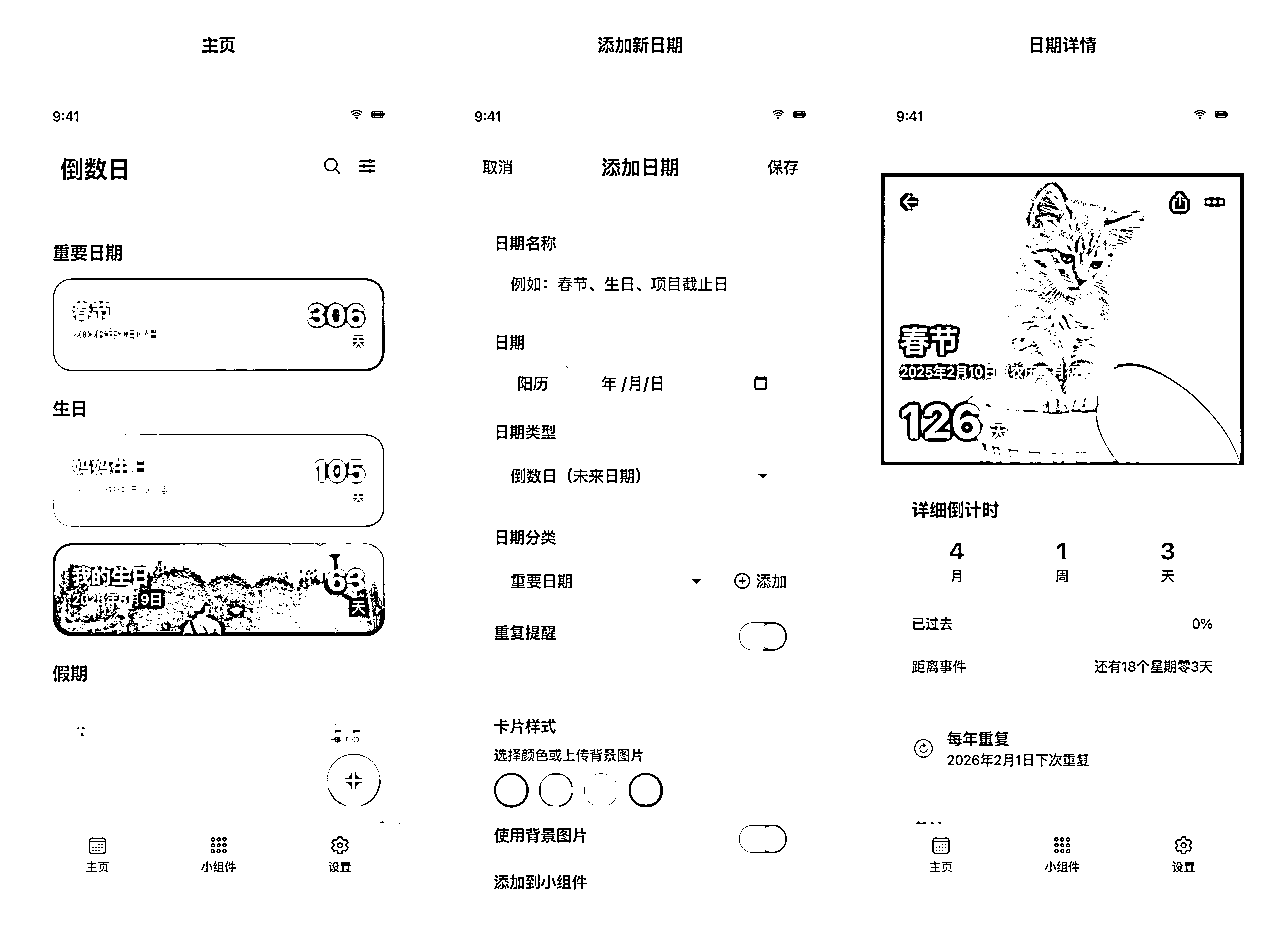 主页
9:41
倒数日
重要日期
春节
306
天
生日
妈妈生日
105
天
我的生日
63
天
假期
主页
小组件
设置
添加新日期
9:41
取消
添加日期
保存
日期名称
例如：春节、生日、项目截止日
日期
阳历
年 /月/日
日期类型
倒数日（未来日期）
日期分类
重要日期
添加
重复提醒
卡片样式
选择颜色或上传背景图片
使用背景图片
添加到小组件
日期详情
9:41
春节
2025年2月10日
126
天
详细倒计时
4
1
3
月
周
天
已过去
0%
距离事件
还有18个星期零3天
每年重复
2026年2月1日下次重复
主页
小组件
设置